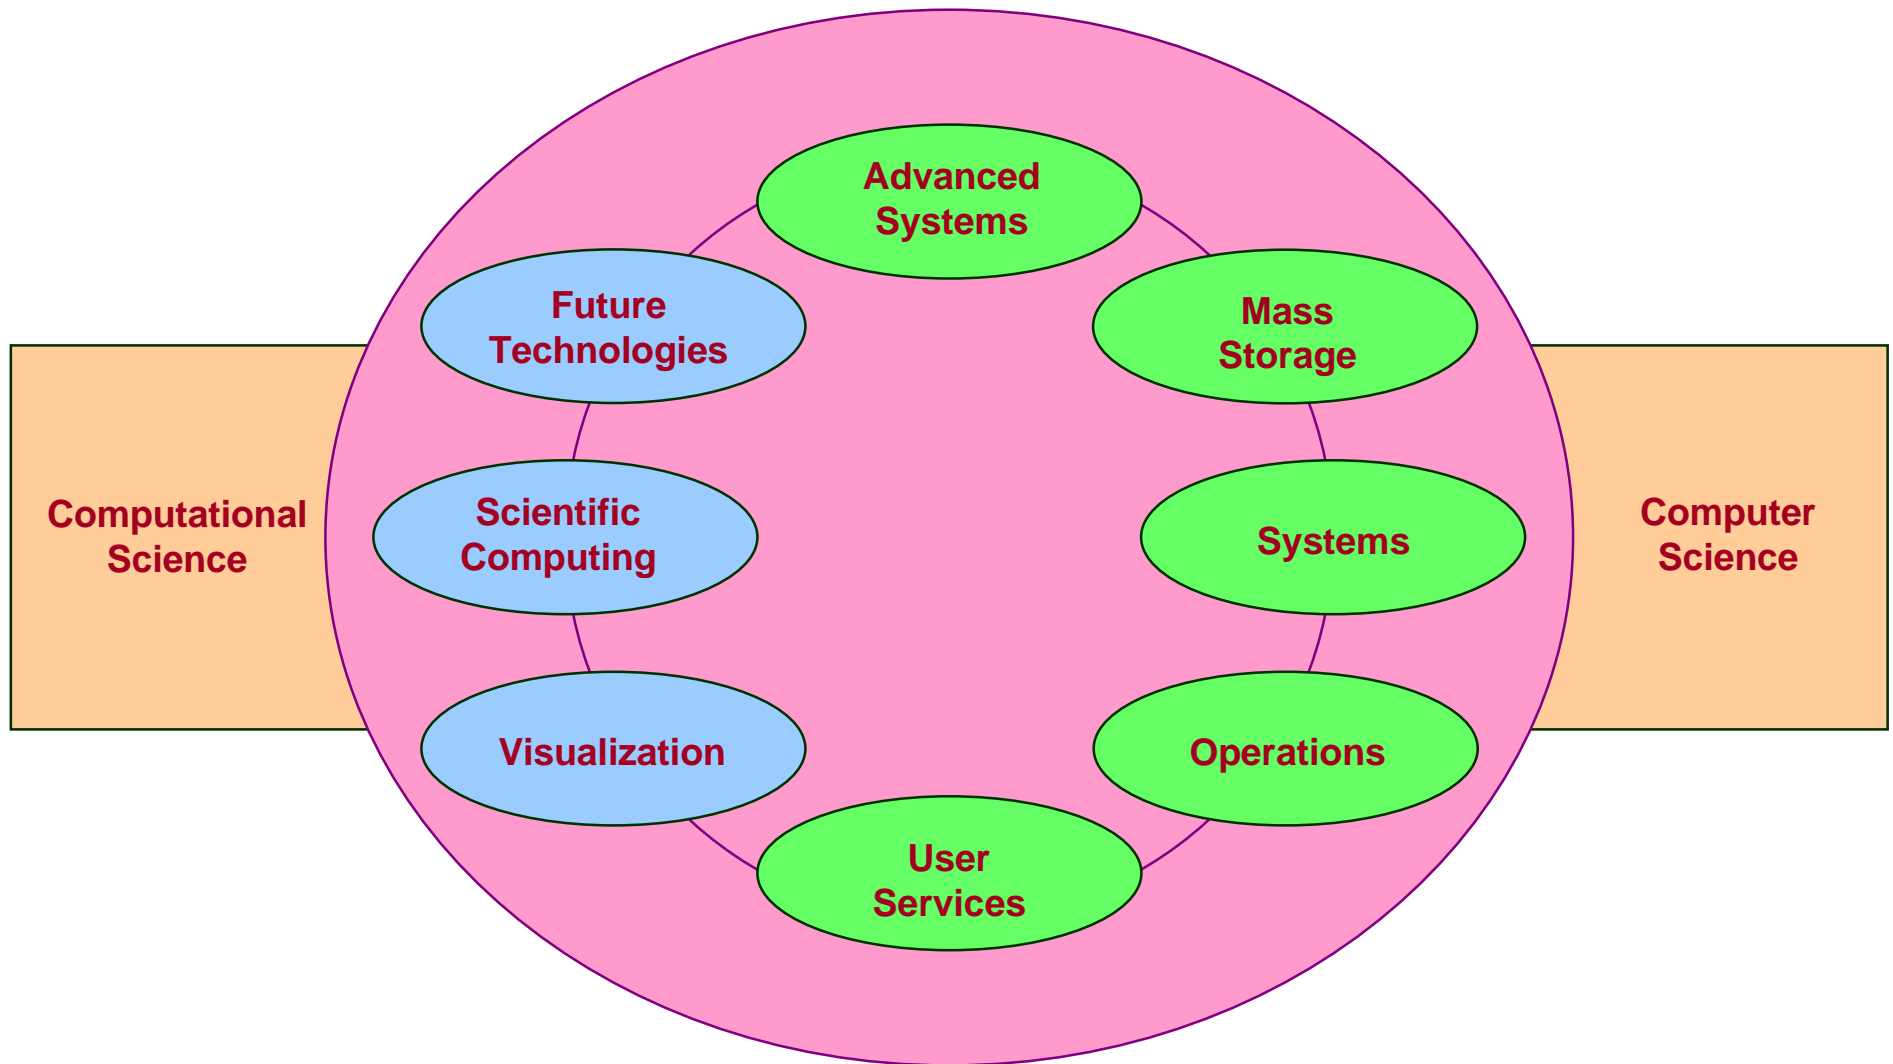 Advanced
Systems
Future
Technologies
Mass
Storage
Computational
Science
Scientific
Computing
Systems
Computer
Science
Visualization
Operations
User
Services